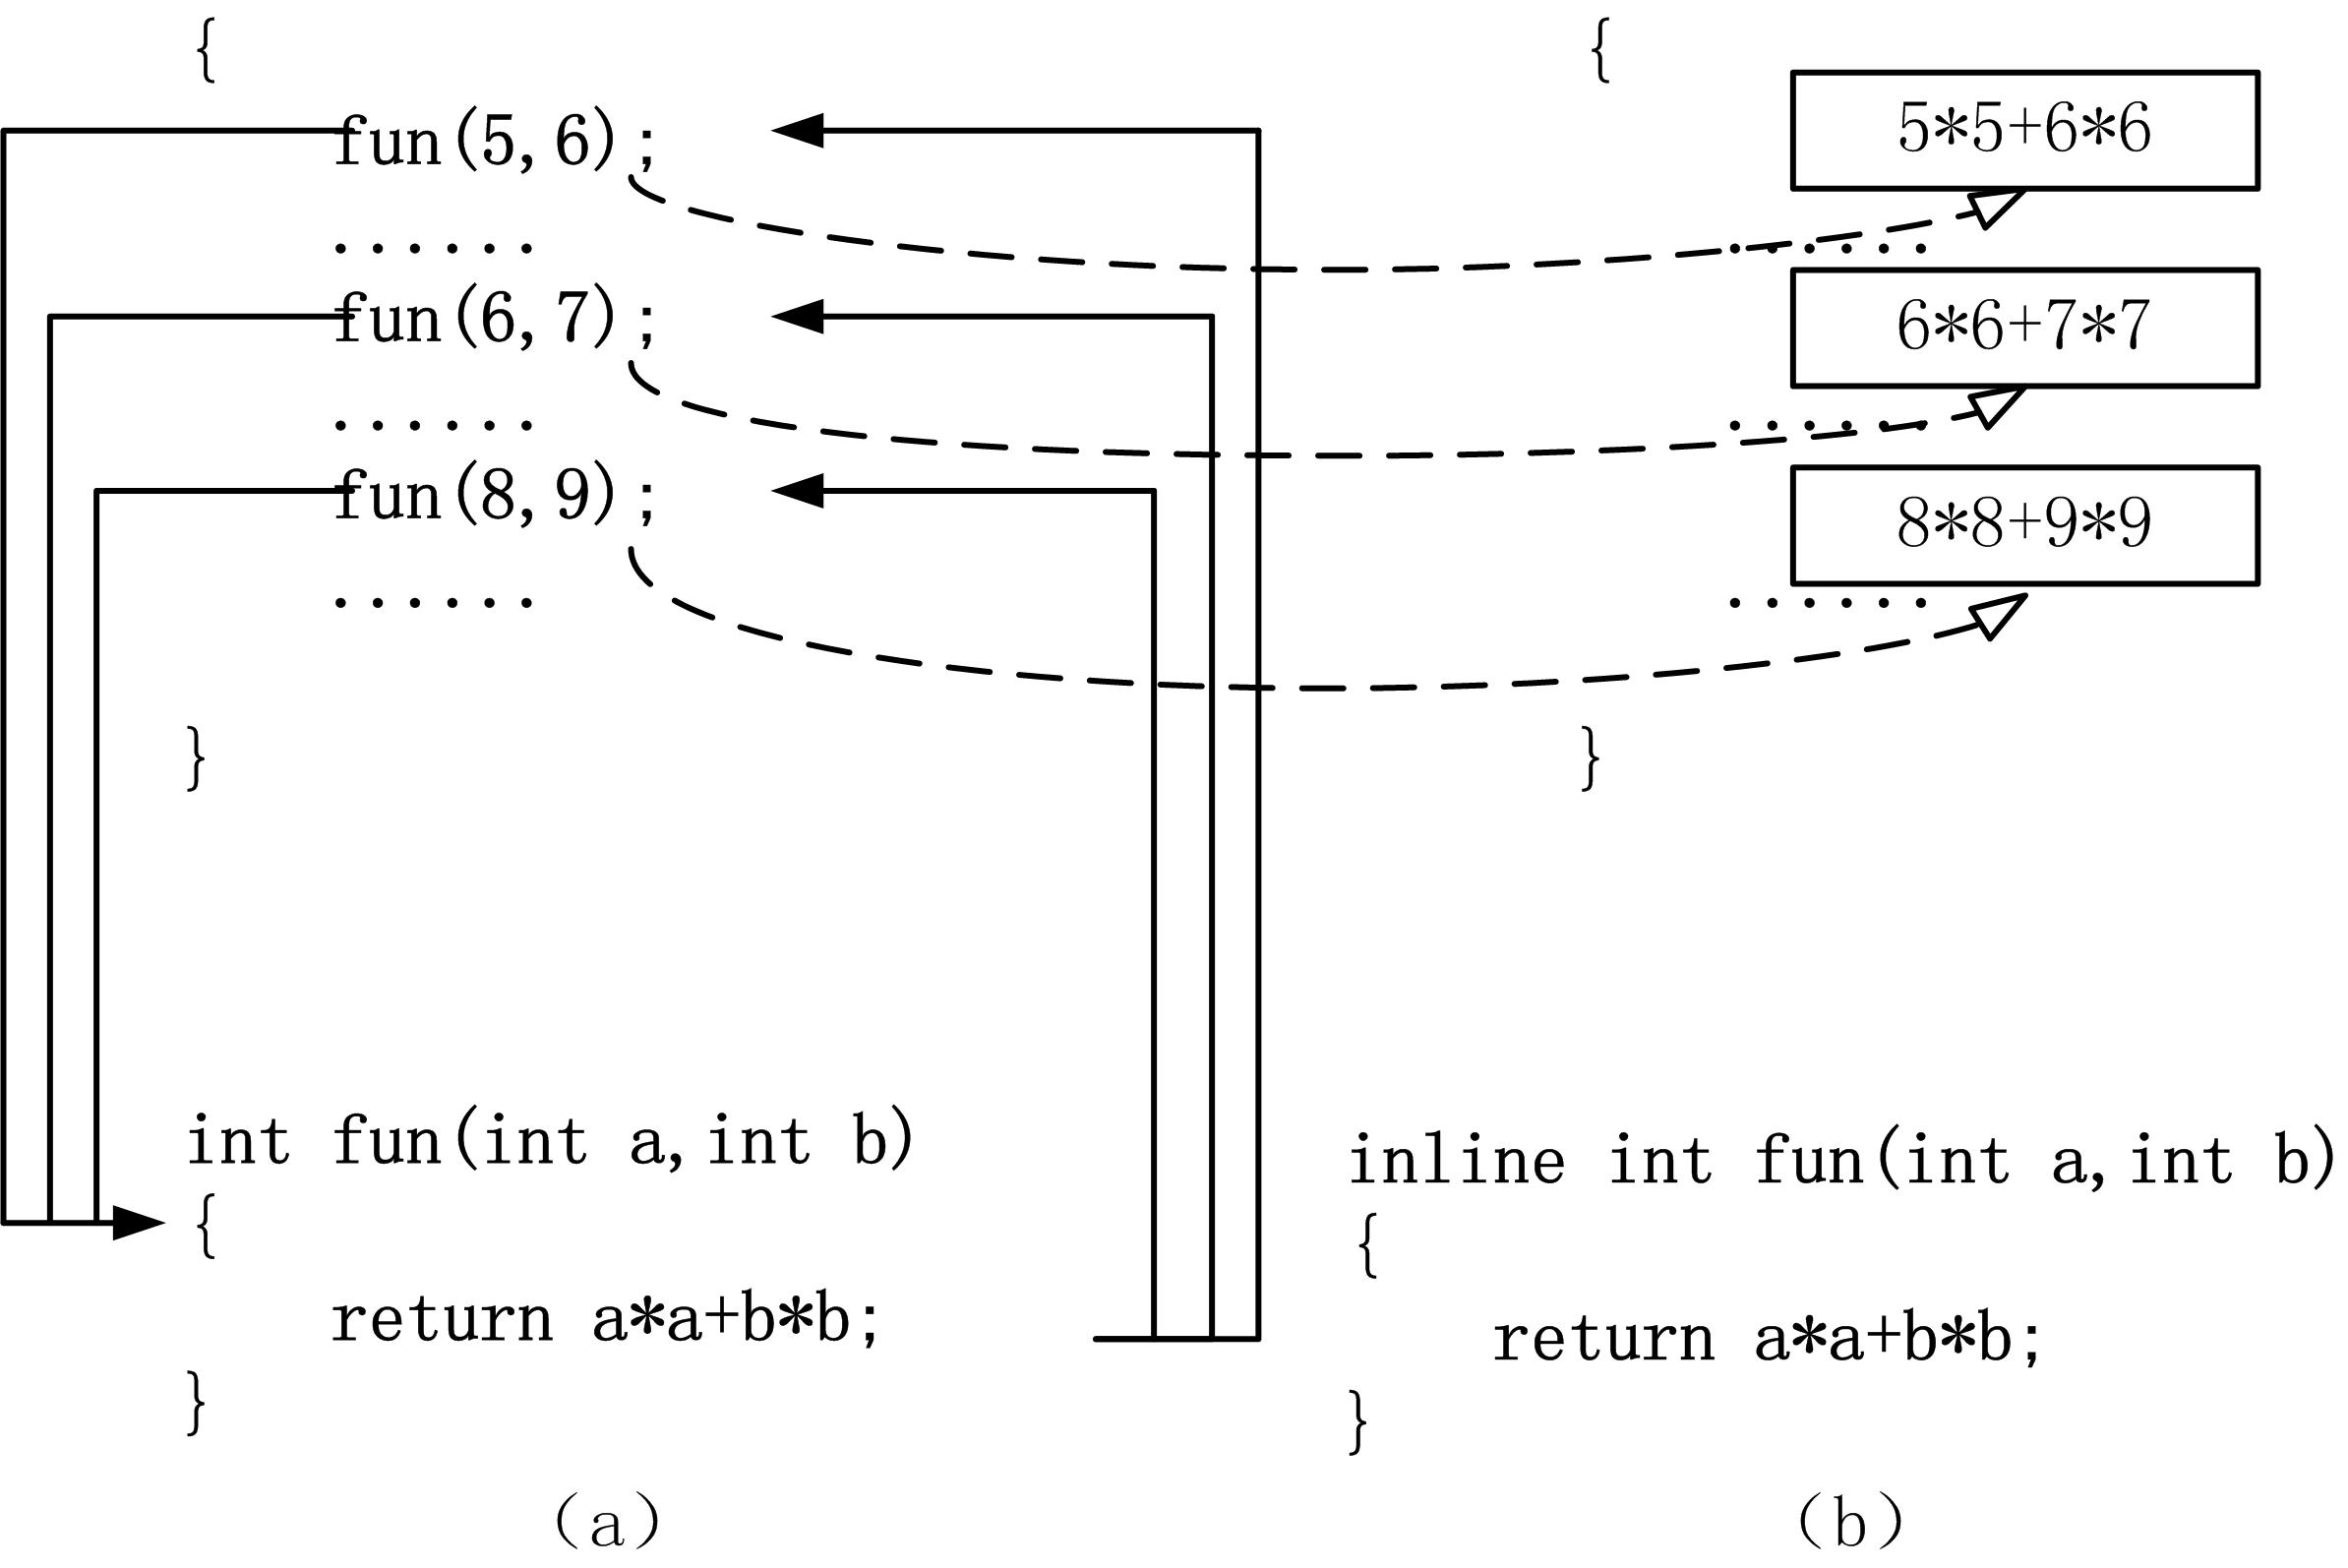 {
fun(5,6);
......
fun(6,7);
......
fun(8,9);
......
}
int fun(int a,int b)
{
return a*a+b*b;
}
(a)
{
5*5+6*6
......
6*6+7*7
......
8*8+9*9
......
}
inline int fun(int a,int b)
{
return a*a+b*b;
}
(b)